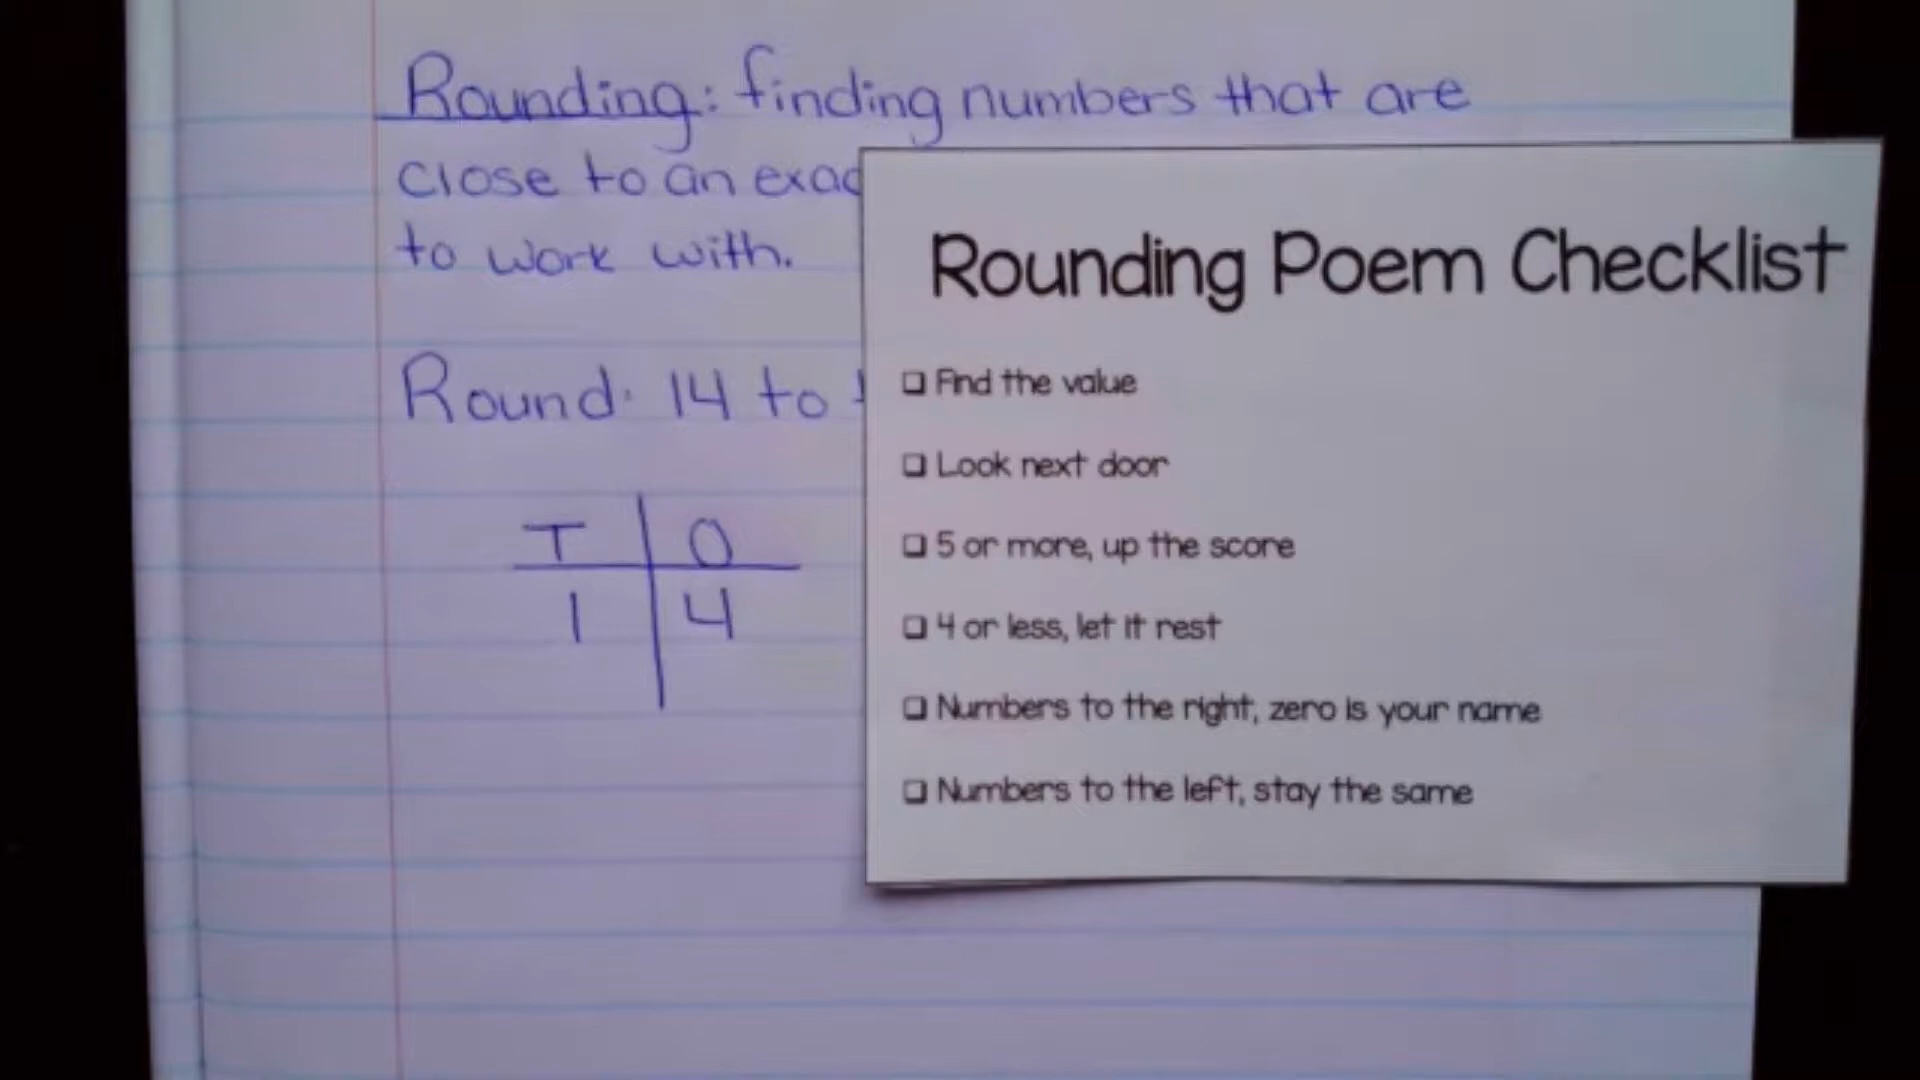 Rounding: finding numbers that are
close to an
to work with.
Round: 14 to
T O
1 4
Rounding Poem Checklist
Find the value
Look next door
5 or more, up the score
4 or less, let it rest
Numbers to the right, zero is your name
Numbers to the left, stay the same